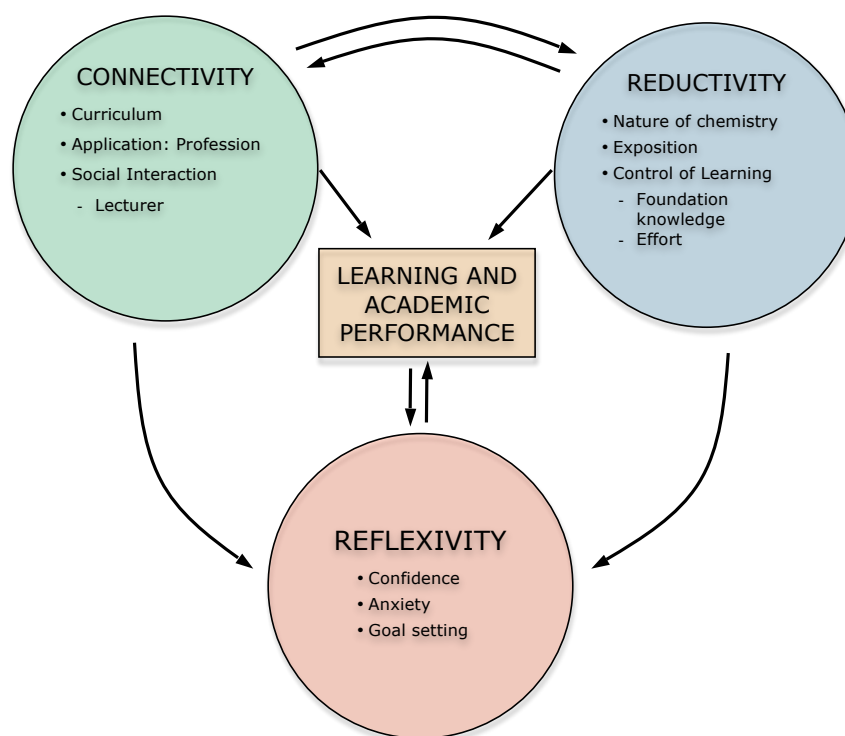 CONNECTIVITY
• Curriculum
• Application: Profession
• Social Interaction
- Lecturer
REDUCTIVITY
• Nature of chemistry
• Exposition
• Control of Learning
- Foundation
knowledge
- Effort
LEARNING AND
ACADEMIC
PERFORMANCE
REFLEXIVITY
• Confidence
• Anxiety
• Goal setting